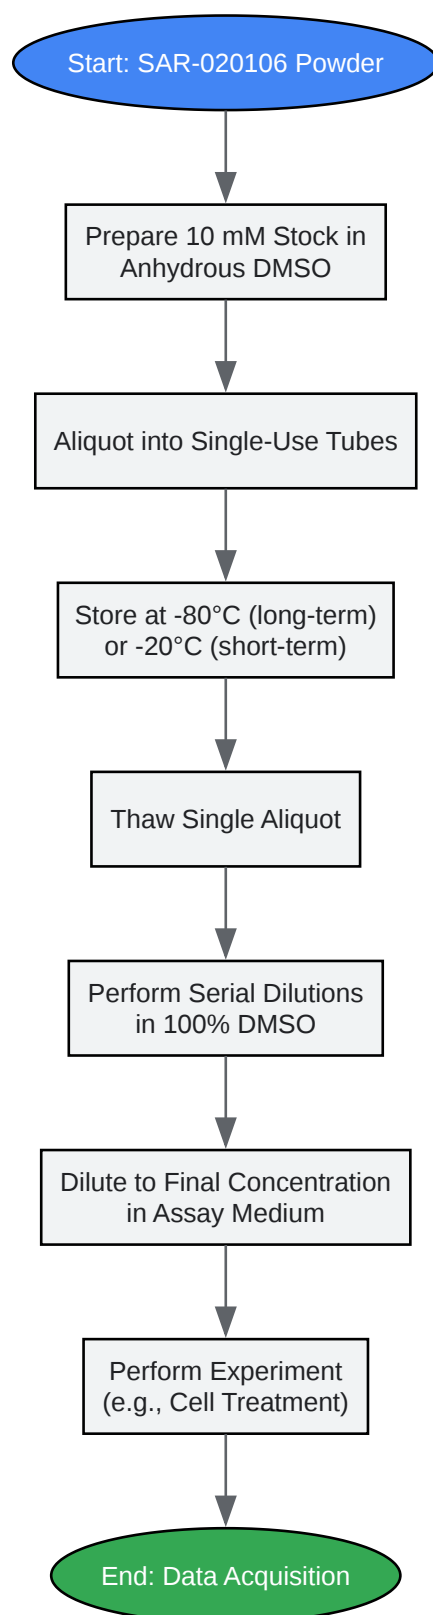 Start: SAR-020106 Powder
Prepare 10 mM Stock in
Anhydrous DMSO
Aliquot into Single-Use Tubes
Store at -80°C (long-term)
or -20°C (short-term)
Thaw Single Aliquot
Perform Serial Dilutions
in 100% DMSO
Dilute to Final Concentration
in Assay Medium
Perform Experiment
(e.g., Cell Treatment)
End: Data Acquisition